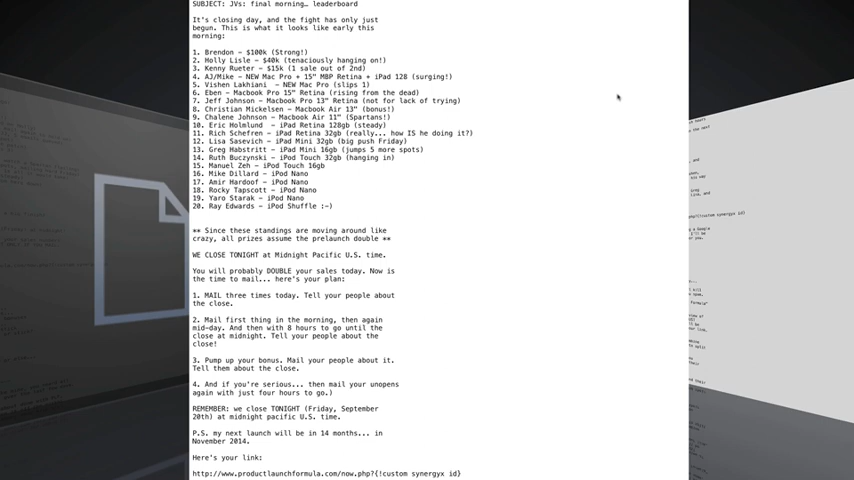 SUBJECT: JVs: final morning… leaderboard
It's closing day, and the fight has only just
begun. This is what it looks like early this
morning:
1. Brendon - $100k (Strong!)
2. Holly Lisle - $40k (tenaciously hanging on!)
3. Kenny Rueter - $15k (1 sale out of 2nd)
4. AJ/Mike - NEW Mac Pro + 15" MBP Retina + iPad 128 (surging!)
5. Vishen Lakhiani  - NEW Mac Pro (slips 1)
6. Eben - Macbook Pro 15" Retina (rising from the dead)
7. Jeff Johnson - Macbook Pro 13" Retina (not for lack of trying)
8. Christian Mickelsen - Macbook Air 13" (bonus!)
9. Chalene Johnson - Macbook Air 11" (Spartans!)
10. Eric Holmlund  - iPad Retina 128gb (steady)
11. Rich Schefren - iPad Retina 32gb (really... how IS he doing it?)
12. Lisa Sasevich - iPad Mini 32gb (big push Friday)
13. Greg Habstritt - iPad Mini 16gb (jumps 5 more spots)
14. Ruth Buczynski - iPod Touch 32gb (hanging in)
15. Manuel Zeh - iPod Touch 16gb
16. Mike Dillard - iPod Nano
17. Amir Hardoof - iPod Nano
18. Rocky Tapscott - iPod Nano
19. Yaro Starak - iPod Nano
20. Ray Edwards - iPod Shuffle :-)
** Since these standings are moving around like
crazy, all prizes assume the prelaunch double **
WE CLOSE TONIGHT at Midnight Pacific U.S. time.
You will probably DOUBLE your sales today. Now is
the time to mail... here's your plan:
1. MAIL three times today. Tell your people about
the close.
2. Mail first thing in the morning, then again
mid-day. And then with 8 hours to go until the
close at midnight. Tell your people about the
close!
3. Pump up your bonus. Mail your people about it.
Tell them about the close.
4. And if you're serious... then mail your unopens
again with just four hours to go.)
REMEMBER: we close TONIGHT (Friday, September
20th) at midnight pacific U.S. time.
P.S. my next launch will be in 14 months... in
November 2014.
Here's your link:
http://www.productlaunchformula.com/now.php?{!custom synergyx id}